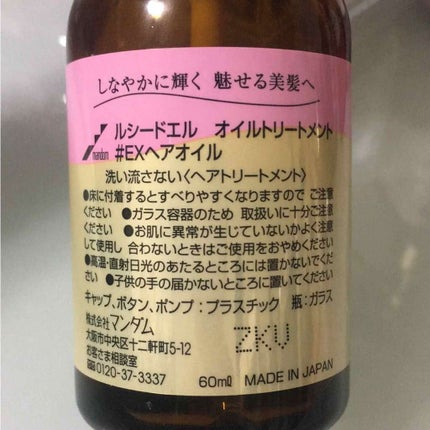 しなやかに輝く 魅せる美髪へ
mandom
ルシードエル オイルトリートメント
#EXヘアオイル
洗い流さない〈ヘアトリートメント〉
●床に付着するとすべりやすくなりますので ご注意
ください ●ガラス容器のため 取扱いに十分ご注意
ください ●お肌に異常が生じていないかよく注意
して使用し 合わないときはご使用をおやめください
●高温・直射日光のあたるところには置かないでくだ
さい ●子供の手の届かないところに置いてください
キャップ、ボタン、ポンプ：プラスチック 瓶：ガラス
株式会社マンダム
大阪市中央区十二軒町5-12
お客さま相談室
0120-37-3337
ZKV
60mℓ MADE IN JAPAN